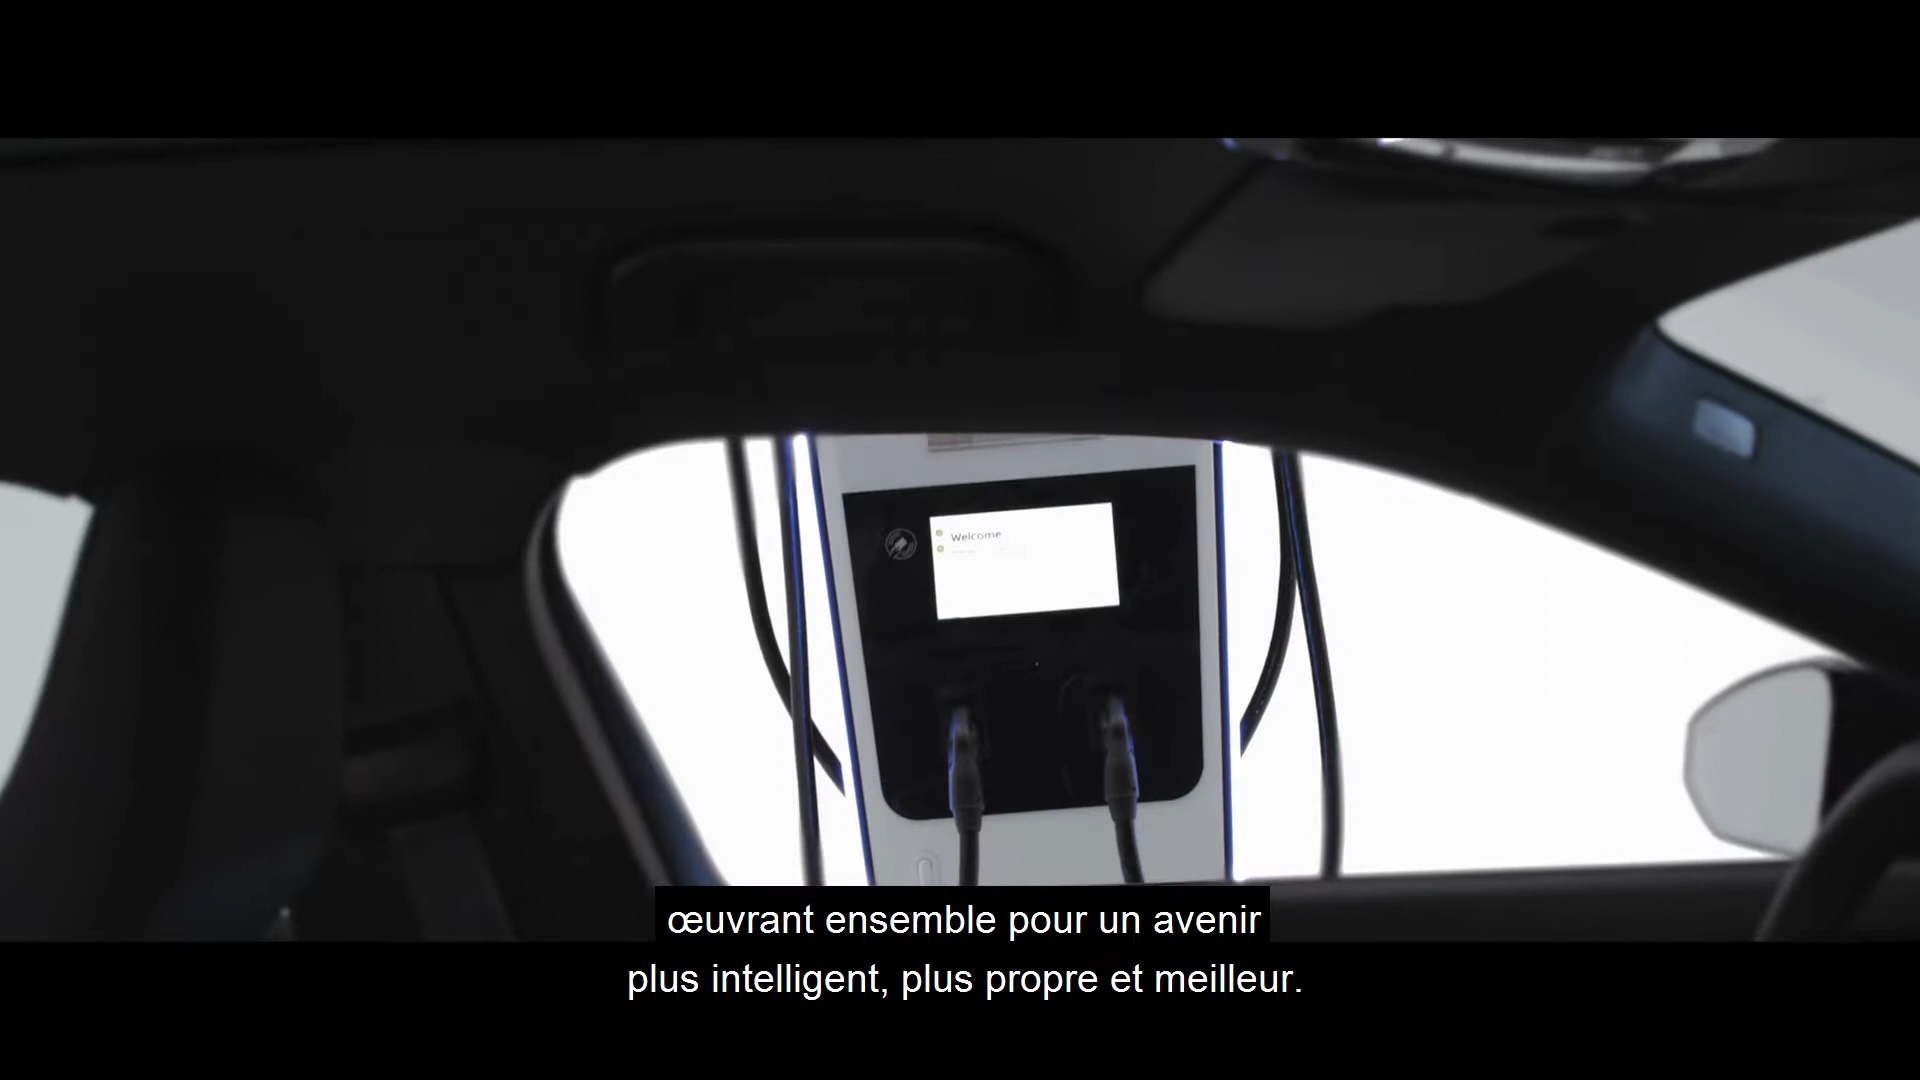 Welcome
œuvrant ensemble pour un avenir
plus intelligent, plus propre et meilleur.